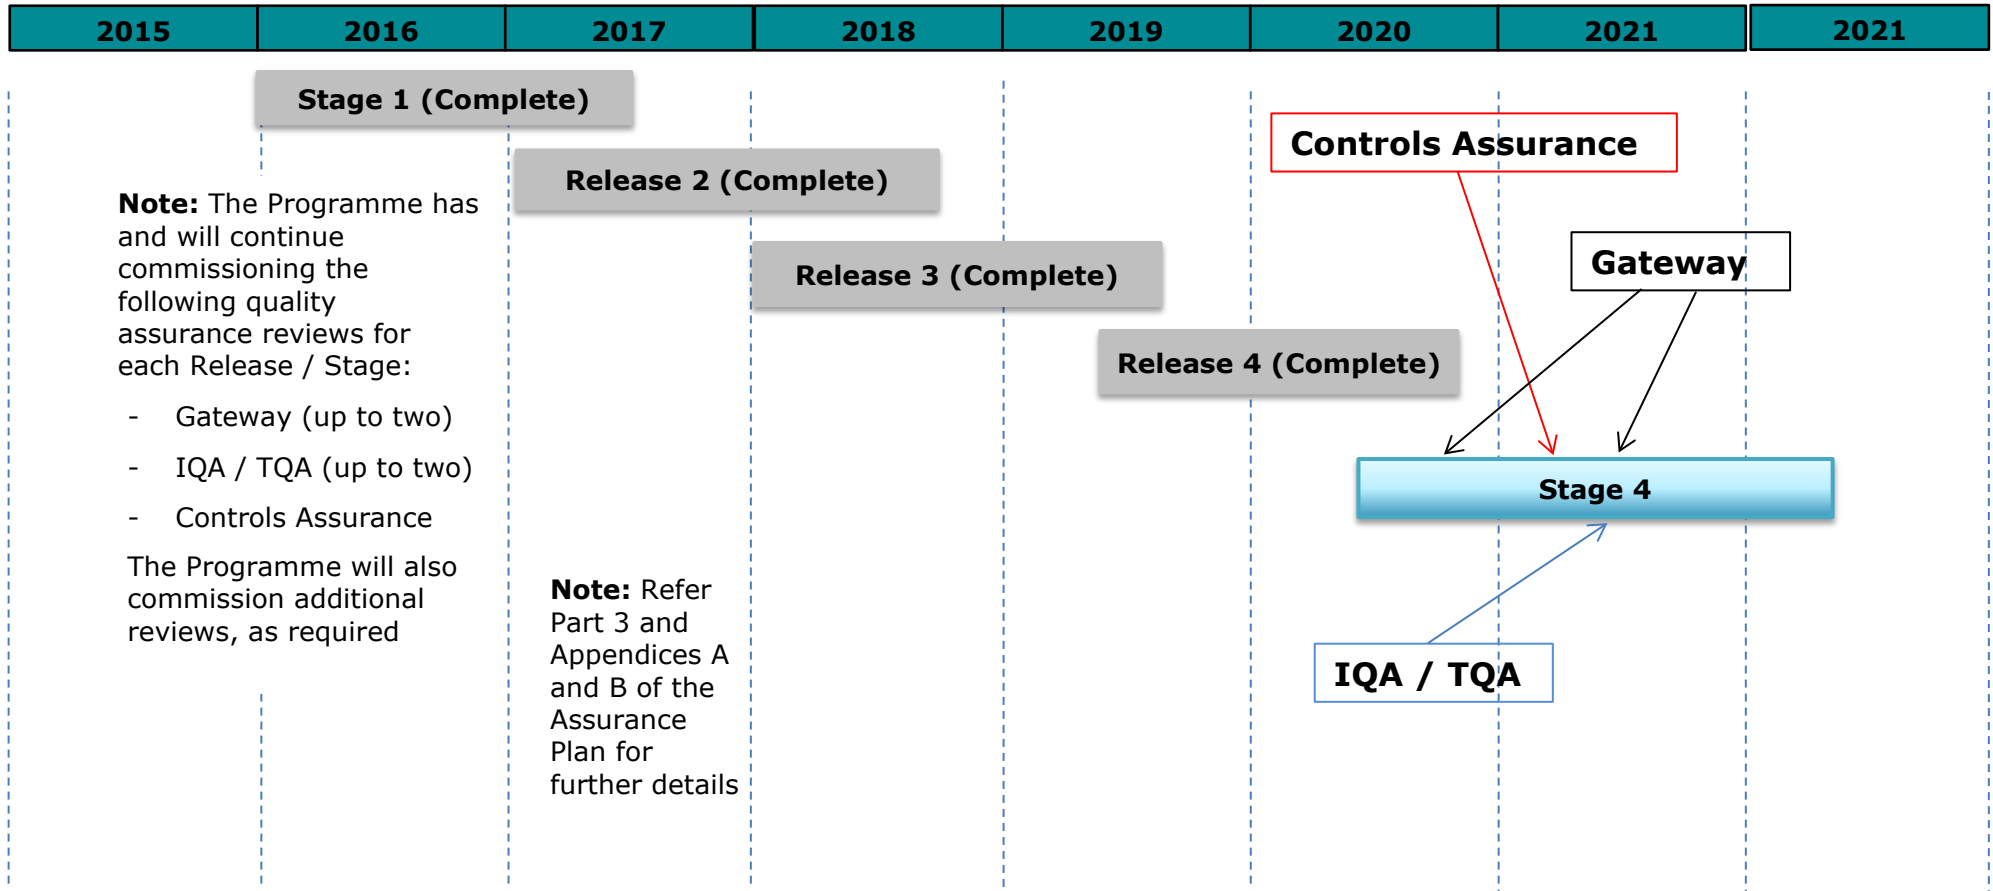 2015 2016 2017 2018 2019 2020 2021 2021
Stage 1 (Complete)
Release 2 (Complete)
Release 3 (Complete)
Release 4 (Complete)
Controls Assurance
Gateway
Stage 4
IQA / TQA
Note: The Programme has
and will continue
commissioning the
following quality
assurance reviews for
each Release / Stage:
- Gateway (up to two)
- IQA / TQA (up to two)
- Controls Assurance
The Programme will also
commission additional
reviews, as required
Note: Refer
Part 3 and
Appendices A
and B of the
Assurance
Plan for
further details